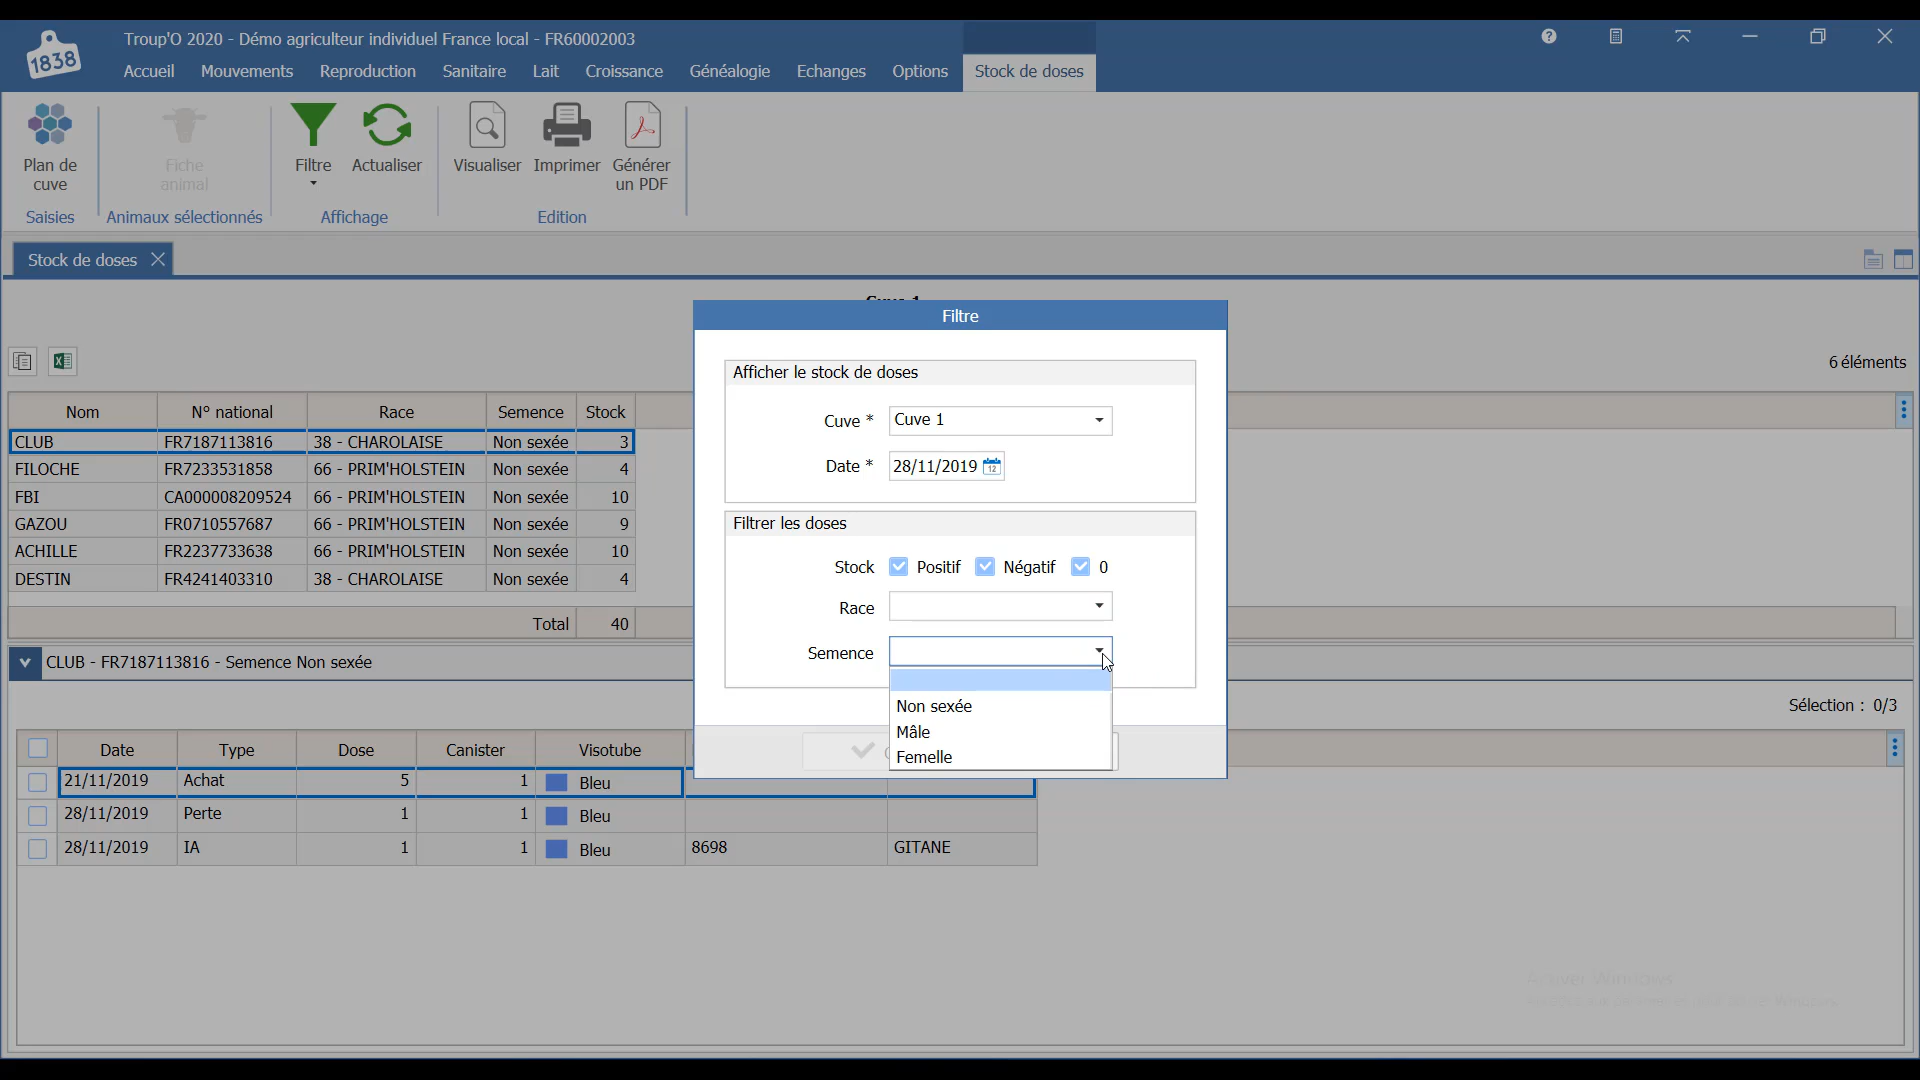 Troup'O 2020 - Démo agriculteur individuel France local - FR60002003
1838
Accueil Mouvements Reproduction Sanitaire Lait Croissance Généalogie Echanges Options Stock de doses
Plan de cuve
Saisies
Fiche animal
Animaux sélectionnés
Filtre Actualiser
Affichage
Visualiser Imprimer Générer un PDF
Edition
Stock de doses
6 éléments
Nom N° national Race Semence Stock
CLUB FR7187113816 38 - CHAROLAISE Non sexée 3
FILOCHE FR7233531858 66 - PRIM'HOLSTEIN Non sexée 4
FBI CA000008209524 66 - PRIM'HOLSTEIN Non sexée 10
GAZOU FR0710557687 66 - PRIM'HOLSTEIN Non sexée 9
ACHILLE FR2237733638 66 - PRIM'HOLSTEIN Non sexée 10
DESTIN FR4241403310 38 - CHAROLAISE Non sexée 4
Total 40
Filtre
Afficher le stock de doses
Cuve * Cuve 1
Date * 28/11/2019 12
Filtrer les doses
Stock Positif Négatif 0
Race
Semence
Non sexée
Mâle
Femelle
CLUB - FR7187113816 - Semence Non sexée
Sélection : 0/3
Date Type Dose Canister Visotube
21/11/2019 Achat 5 1 Bleu
28/11/2019 Perte 1 1 Bleu
28/11/2019 IA 1 1 Bleu 8698 GITANE
Activer Windows